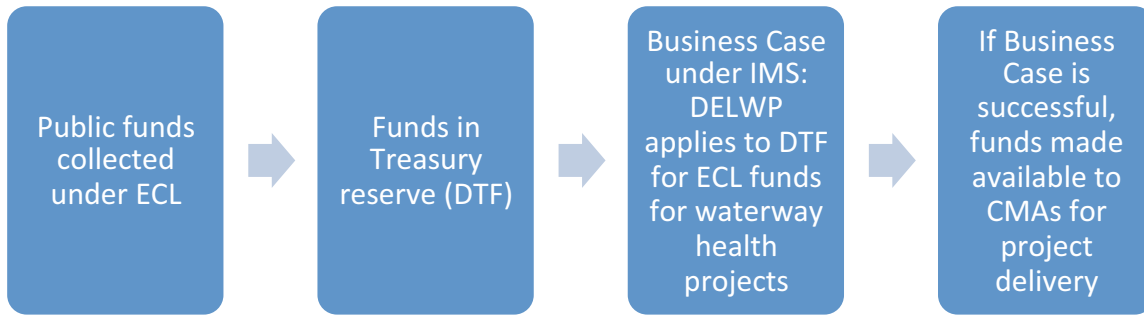 Public funds
collected
under ECL
Funds in
Treasury
reserve (DTF)
Business Case
under IMS:
DELWP
applies to DTF
for ECL funds
for waterway
health
projects
If Business
Case is
successful,
funds made
available to
CMAs for
project
delivery